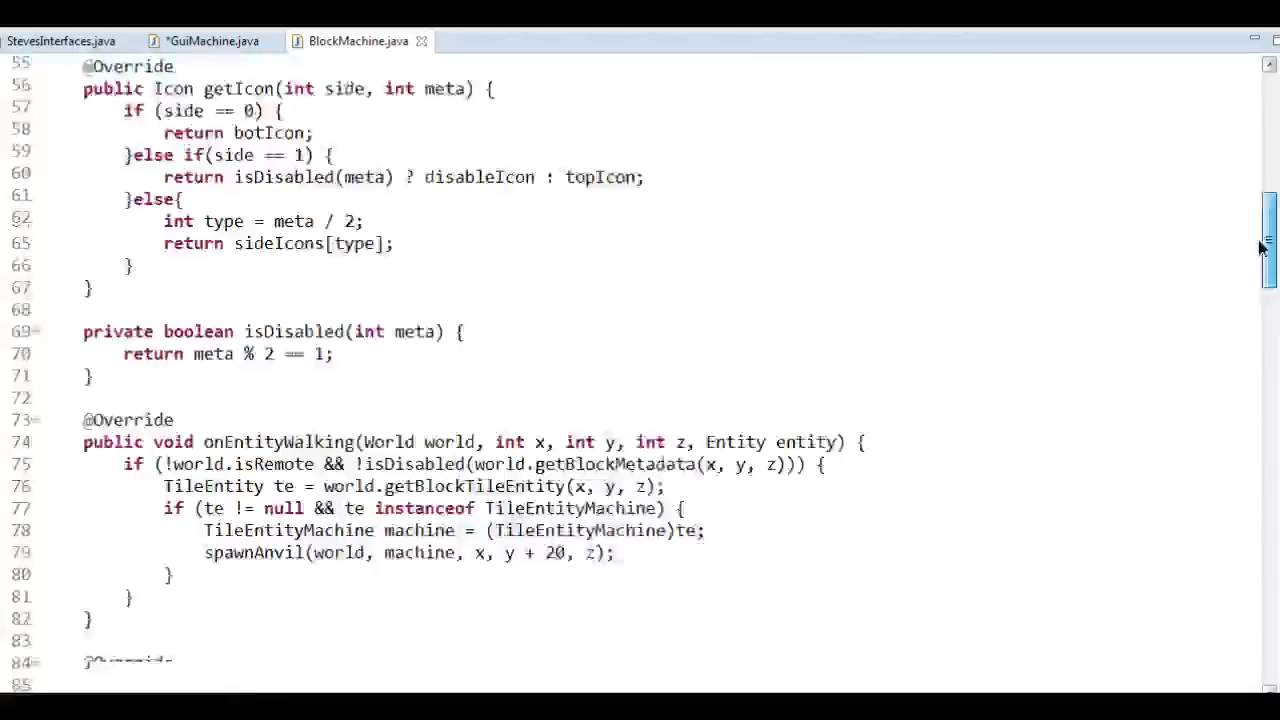 StevesInterfaces.java *GuiMachine.java BlockMachine.java
55 @Override
56 public Icon getIcon(int side, int meta) {
57 if (side == 0) {
58 return botIcon;
59 }else if(side == 1) {
60 return isDisabled(meta) ? disableIcon : topIcon;
61 }else{
62 int type = meta / 2;
65 return sideIcons[type];
66 }
67 }
68
69 private boolean isDisabled(int meta) {
70 return meta % 2 == 1;
71 }
72
73 @Override
74 public void onEntityWalking(World world, int x, int y, int z, Entity entity) {
75 if (!world.isRemote && !isDisabled(world.getBlockMetadata(x, y, z))) {
76 TileEntity te = world.getBlockTileEntity(x, y, z);
77 if (te != null && te instanceof TileEntityMachine) {
78 TileEntityMachine machine = (TileEntityMachine)te;
79 spawnAnvil(world, machine, x, y + 20, z);
80 }
81 }
82 }
83
84 @Override
85